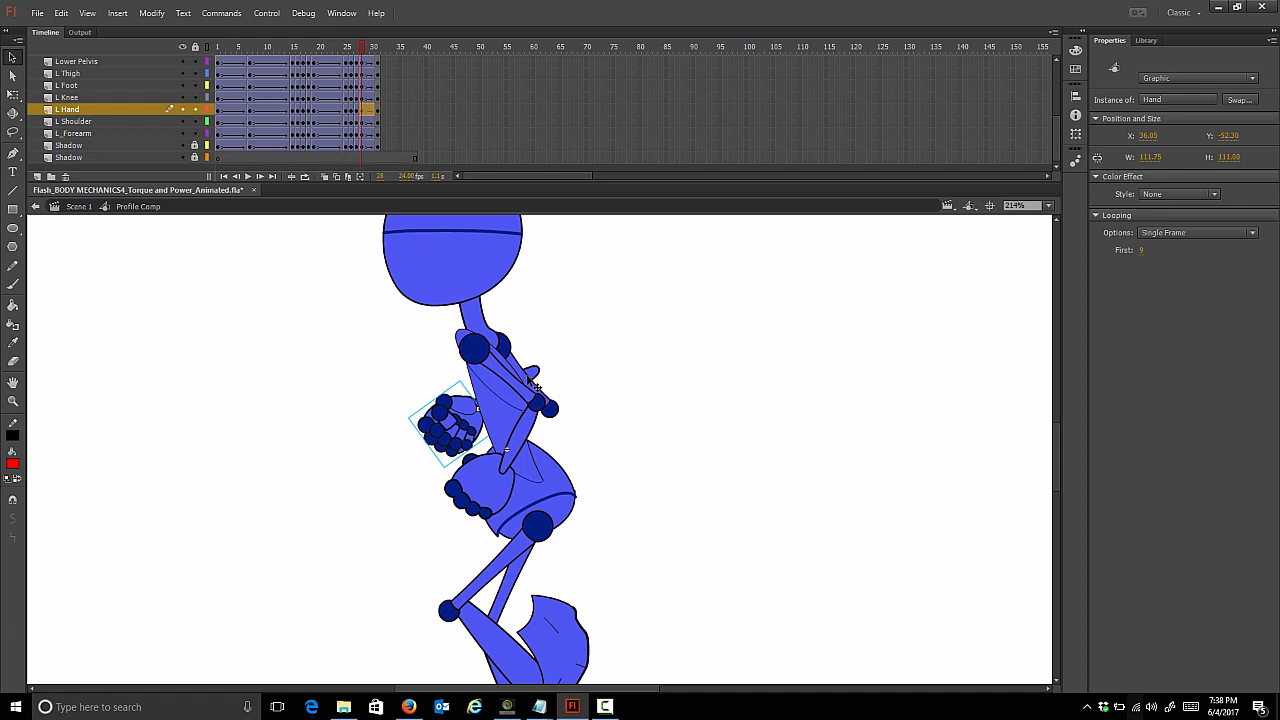 Fl File Edit View Insert Modify Text Commands Control Debug Window Help Classic
Timeline Output Properties Library
1 5 10 15 20 25 30 35 40 45 50 55 60 65 70 75 80 85 90 95 100 105 110 115 120 125 130 135 140 145 150 155
Lower Pelvis
L Thigh
L Foot
L Knee
L Hand
L Shoulder
L_Forearm
Shadow
Shadow
28 24.00fps 1.1s
Flash_BODY MECHANICS4_Torque and Power_Animated.fla* ×
Scene 1 Profile Comp 214%
Graphic
Instance of: Hand Swap...
Position and Size
X: 36.05 Y: -52.30
W: 111.75 H: 111.00
Color Effect
Style: None
Looping
Options: Single Frame
First: 9
Type here to search
7:38 PM
6/4/2017